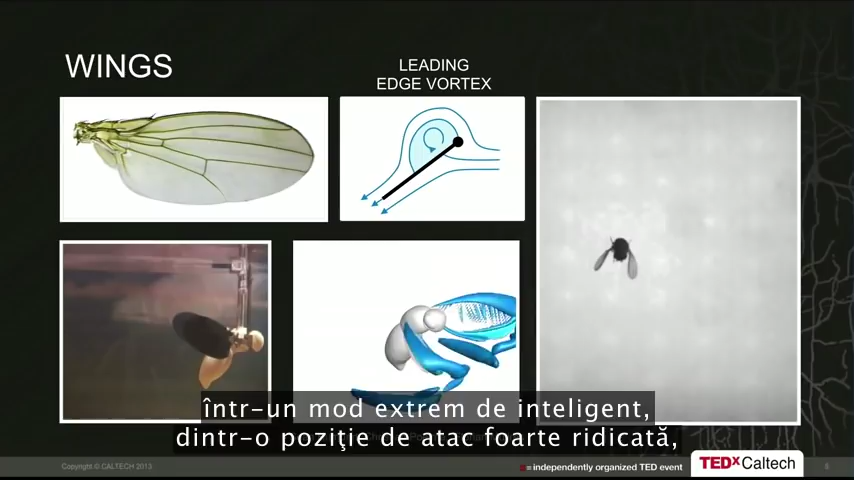 WINGS
LEADING
EDGE VORTEX
într-un mod extrem de inteligent,
dintr-o poziţie de atac foarte ridicată,
Copyright © CALTECH 2013
= independently organized TED event
TEDxCaltech
8